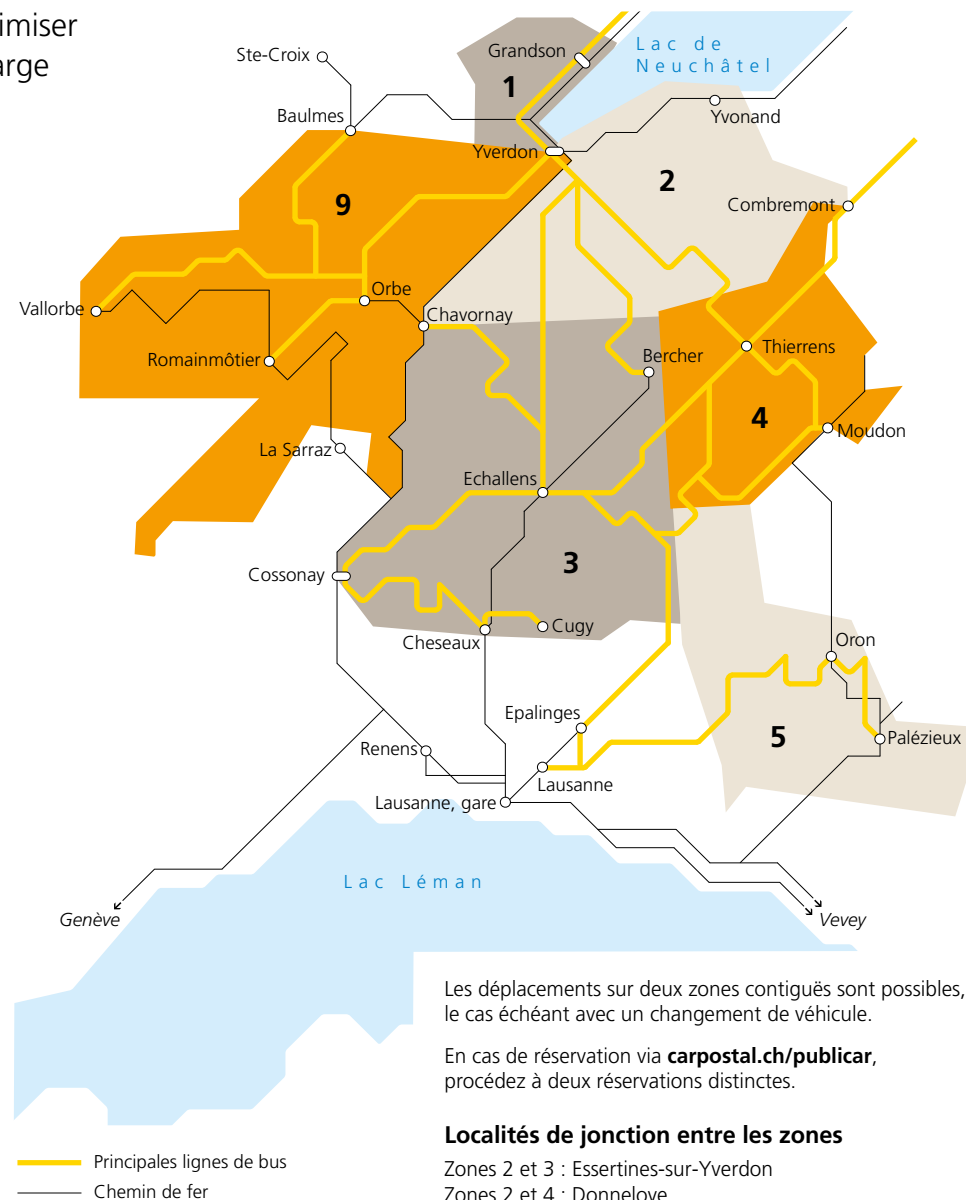 imiser
arge
Ste-Croix
Grandson
Lac de
Neuchâtel
1
Baulmes
Yvonand
Yverdon
2
9
Combremont
Vallorbe
Orbe
Chavornay
Romainmôtier
Bercher
Thierrens
4
Moudon
La Sarraz
Echallens
Cossonay
3
Cheseaux
Cugy
Oron
Epalinges
Renens
5
Palézieux
Lausanne
Lausanne, gare
Lac Léman
Genève
Vevey
Les déplacements sur deux zones contiguës sont possibles,
le cas échéant avec un changement de véhicule.
En cas de réservation via carpostal.ch/publicar,
procédez à deux réservations distinctes.
Localités de jonction entre les zones
Principales lignes de bus
Zones 2 et 3 : Essertines-sur-Yverdon
Chemin de fer
Zones 2 et 4 : Donneloye